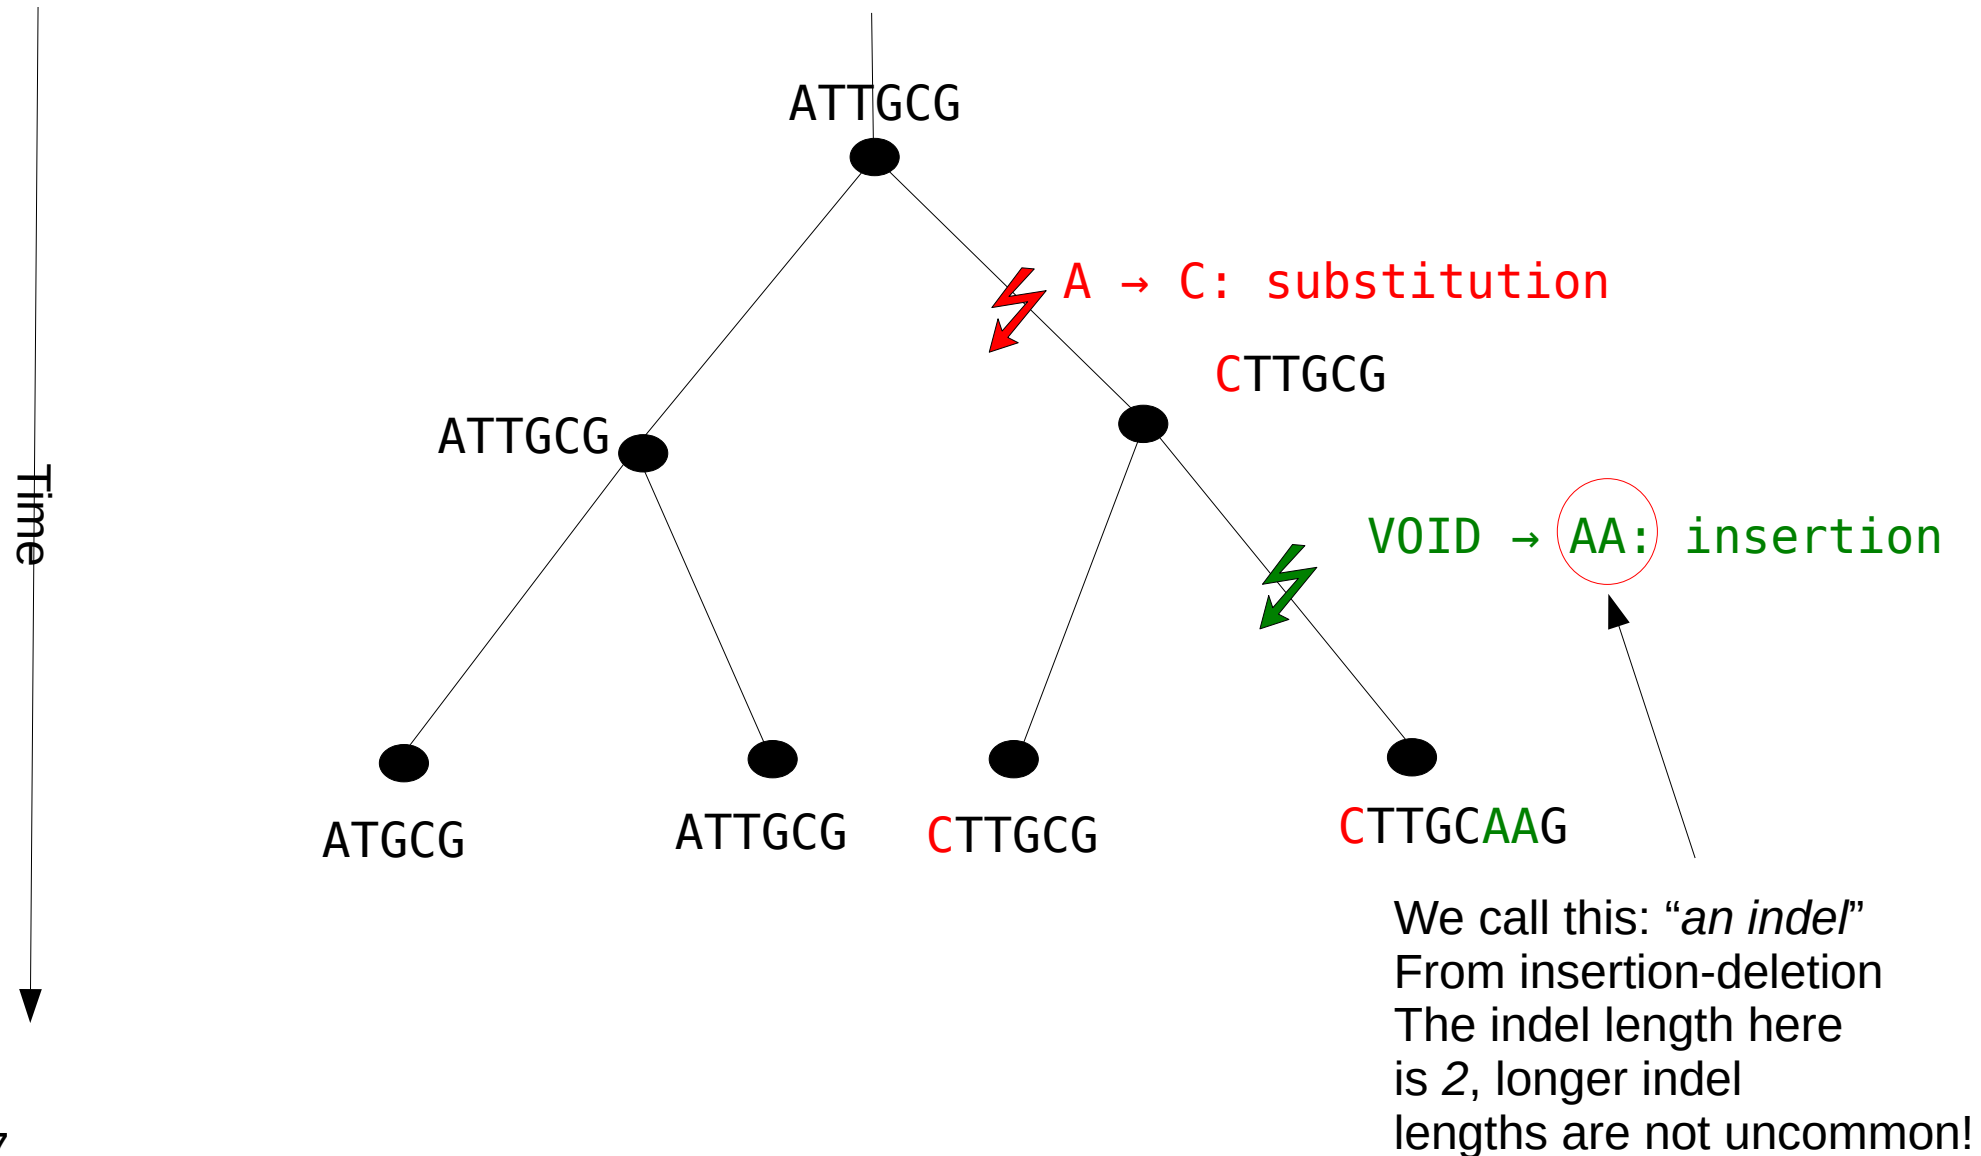 ATTGCG
A → C: substitution
CTTGCG
ATTGCG
Time
VOID → AA: insertion
ATGCG
ATTGCG
CTTGCG
CTTGCAAG
We call this: “an indel”
From insertion-deletion
The indel length here
is 2, longer indel
lengths are not uncommon!